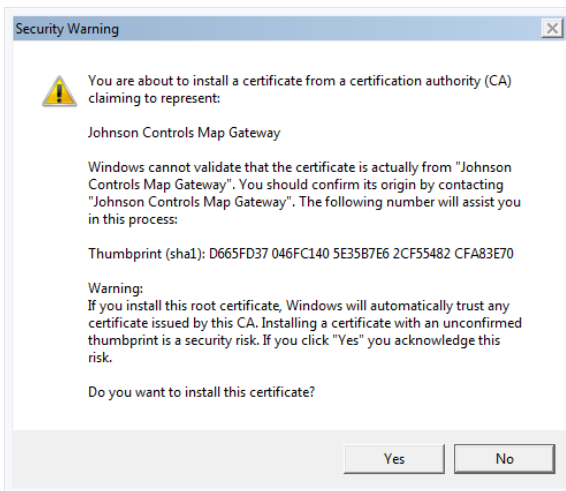 Security Warning
You are about to install a certificate from a certification authority (CA)
claiming to represent:
Johnson Controls Map Gateway
Windows cannot validate that the certificate is actually from "Johnson
Controls Map Gateway". You should confirm its origin by contacting
"Johnson Controls Map Gateway". The following number will assist you
in this process:
Thumbprint (sha1): D665FD37 046FC140 5E35B7E6 2CF55482 CFA83E70
Warning:
If you install this root certificate, Windows will automatically trust any
certificate issued by this CA. Installing a certificate with an unconfirmed
thumbprint is a security risk. If you click "Yes" you acknowledge this
risk.
Do you want to install this certificate?
Yes
No